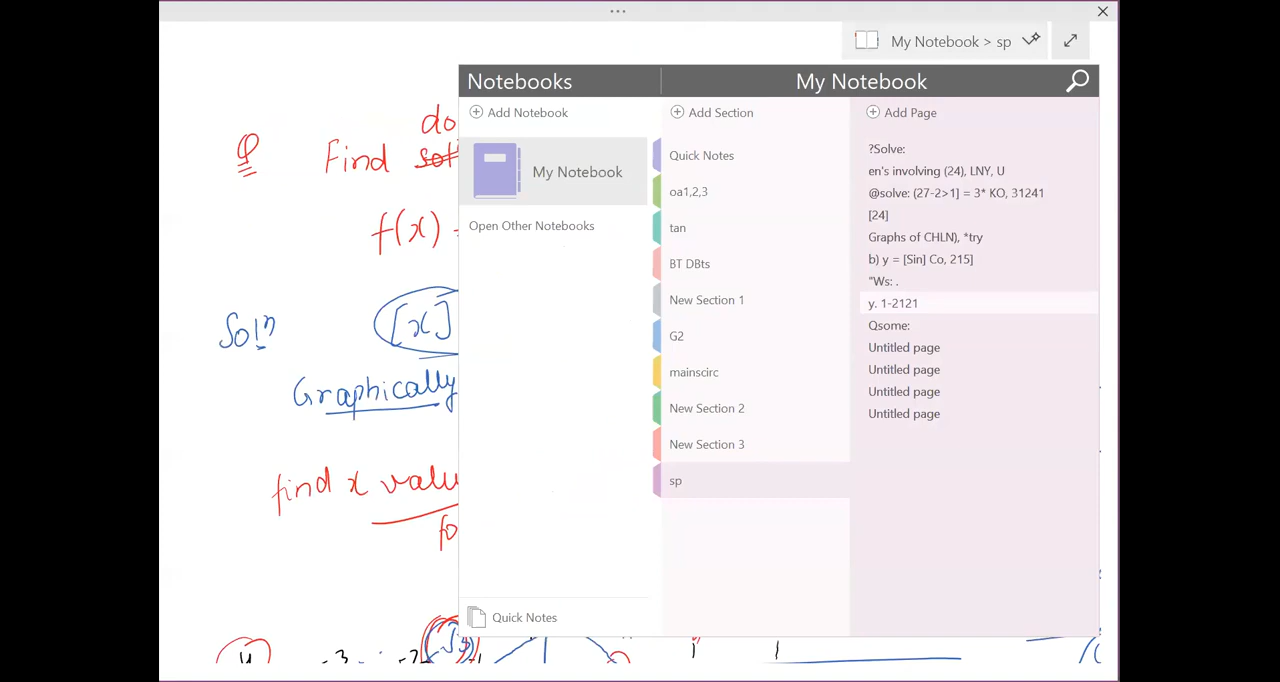 My Notebook > sp
Notebooks
My Notebook
Add Notebook
Add Section
Add Page
My Notebook
Open Other Notebooks
Quick Notes
oa1,2,3
tan
BT DBts
New Section 1
G2
mainscirc
New Section 2
New Section 3
sp
?Solve:
en's involving (24), LNY, U
@solve: (27-2>1] = 3* KO, 31241
[24]
Graphs of CHLN), *try
b) y = [Sin] Co, 215]
"Ws: .
y. 1-2121
Qsome:
Untitled page
Untitled page
Untitled page
Untitled page
Quick Notes
Q Find do
f(x)
Soln [x]
Graphically
find x valu
fo